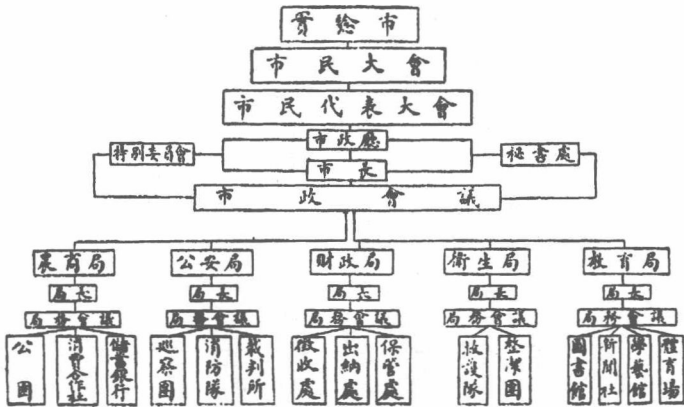 實總市
市民大會
市民代表大會
市政廳
特別委員會
秘書處
市長
市政會議
農商局
公安局
財政局
衛生局
教育局
局長
局長
局長
局長
局長
局務會議
局務會議
局務會議
局務會議
局務會議
公園
消費合作社
儲蓄銀行
巡察團
消防隊
裁判所
徵收處
出納處
保管處
救護隊
整潔團
圖書館
新聞社
學藝館
體育場